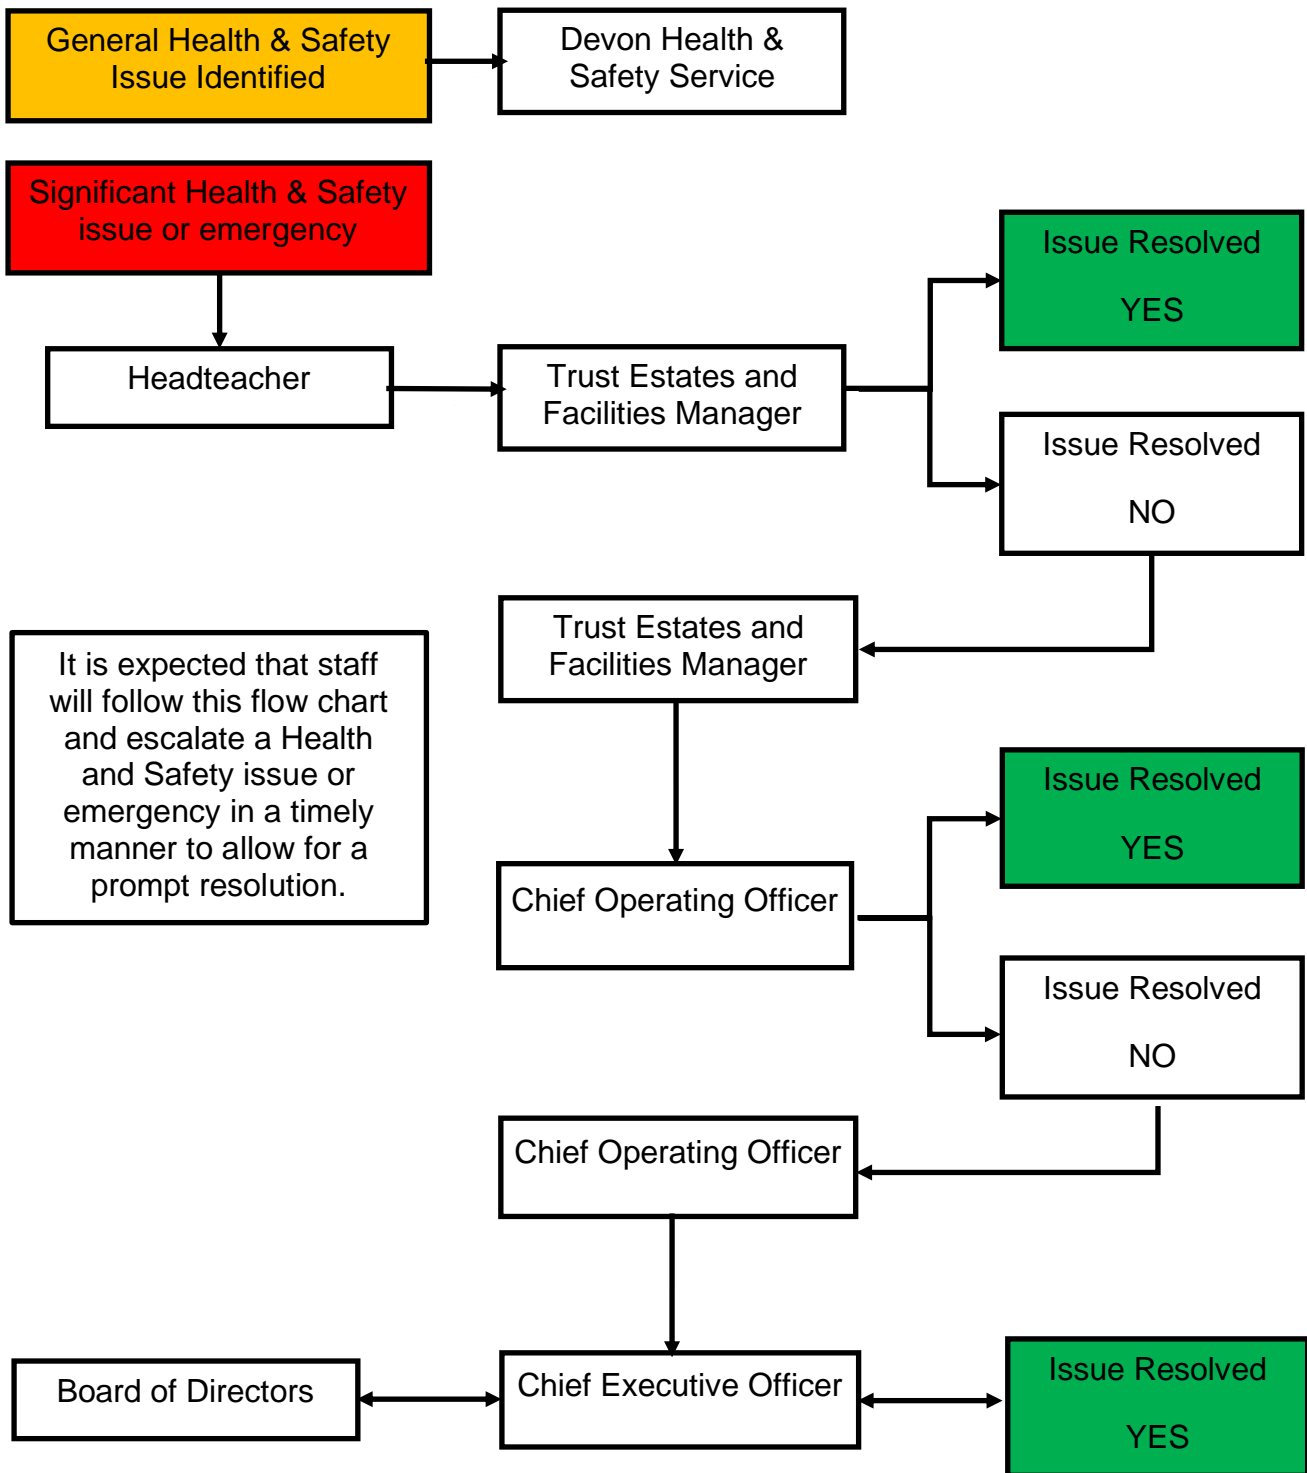 General Health & Safety
Issue Identified
Devon Health &
Safety Service
Significant Health & Safety
issue or emergency
Issue Resolved
YES
Headteacher
Trust Estates and
Facilities Manager
Issue Resolved
NO
Trust Estates and
Facilities Manager
It is expected that staff
will follow this flow chart
and escalate a Health
and Safety issue or
emergency in a timely
manner to allow for a
prompt resolution.
Issue Resolved
YES
Chief Operating Officer
Issue Resolved
NO
Chief Operating Officer
Board of Directors
Chief Executive Officer
Issue Resolved
YES